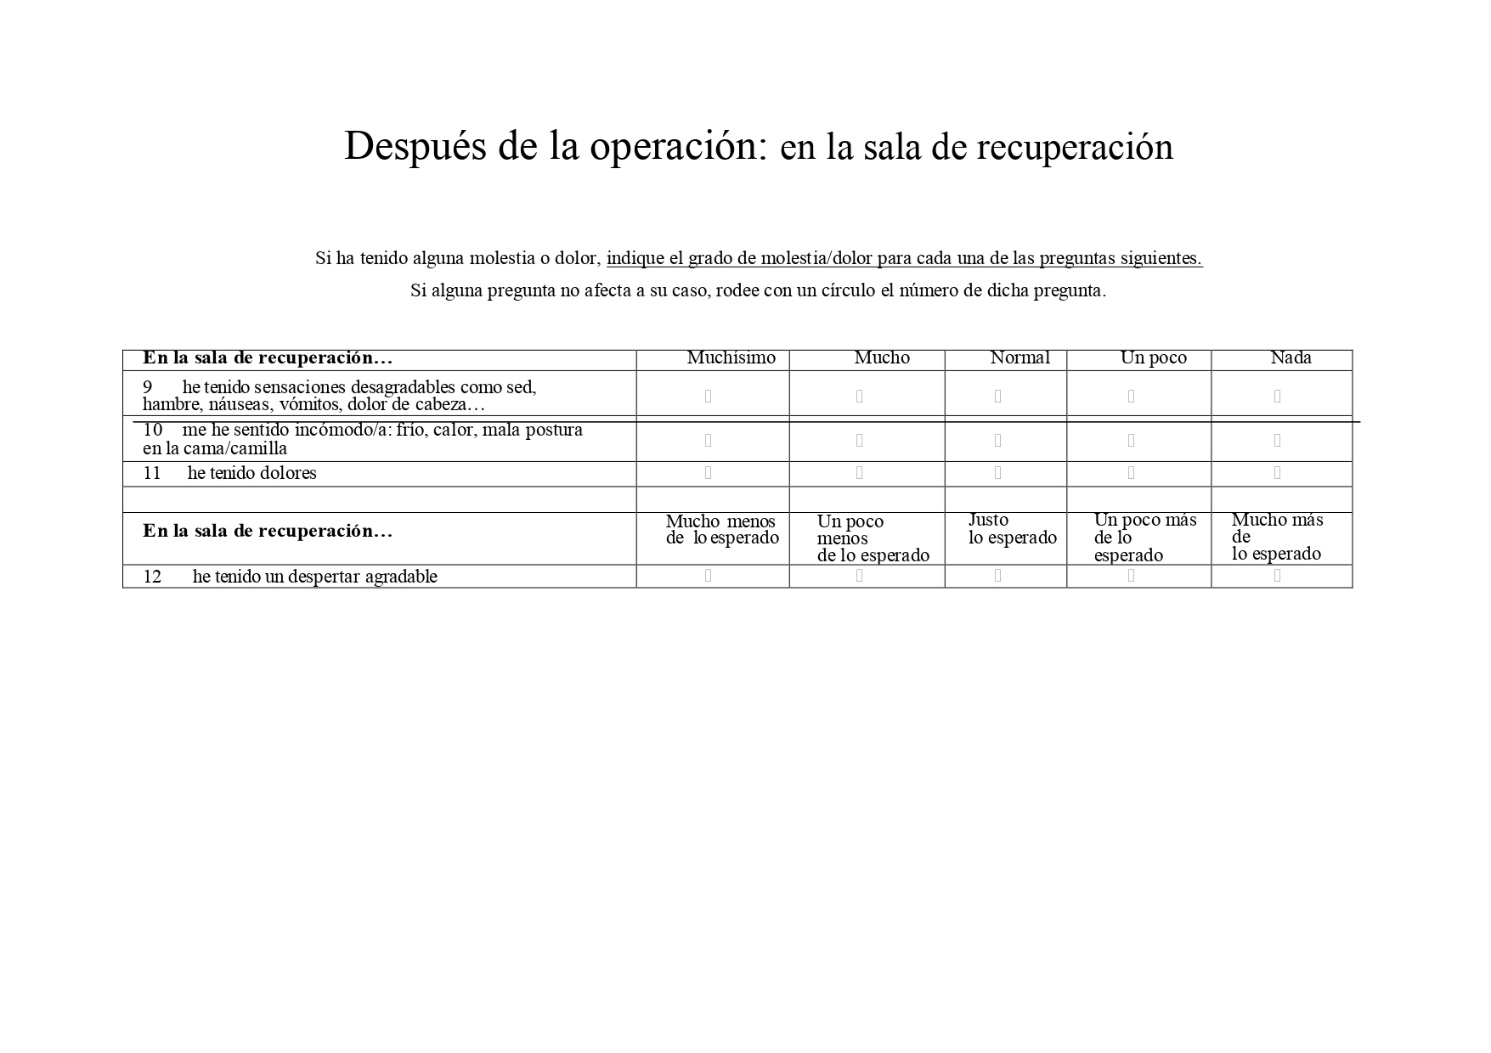 Después de la operación: en la sala de recuperación
Si ha tenido alguna molestia o dolor, indique el grado de molestia/dolor para cada una de las preguntas siguientes.
Si alguna pregunta no afecta a su caso, rodee con un círculo el número de dicha pregunta.
En la sala de recuperación… Muchísimo Mucho Normal Un poco Nada
9 he tenido sensaciones desagradables como sed,
hambre, náuseas, vómitos, dolor de cabeza…
10 me he sentido incómodo/a: frío, calor, mala postura
en la cama/camilla
11 he tenido dolores
En la sala de recuperación…
Mucho menos
de lo esperado
Un poco
menos
de lo esperado
Justo
lo esperado
Un poco más
de lo
esperado
Mucho más
de
lo esperado
12 he tenido un despertar agradable